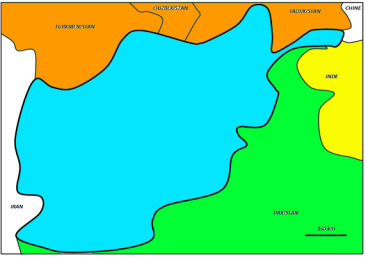 OUZBEKISTAN
TADJIKISTAN
CHINE
TURKMENISTAN
INDE
IRAN
PAKISTAN